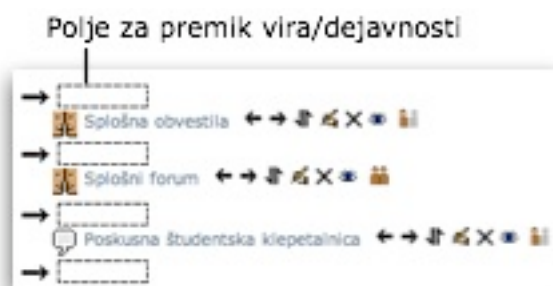 Polje za premik vira/dejavnosti
Splošna obvestila
Splošni forum
Poskusna študentska klepetalnica